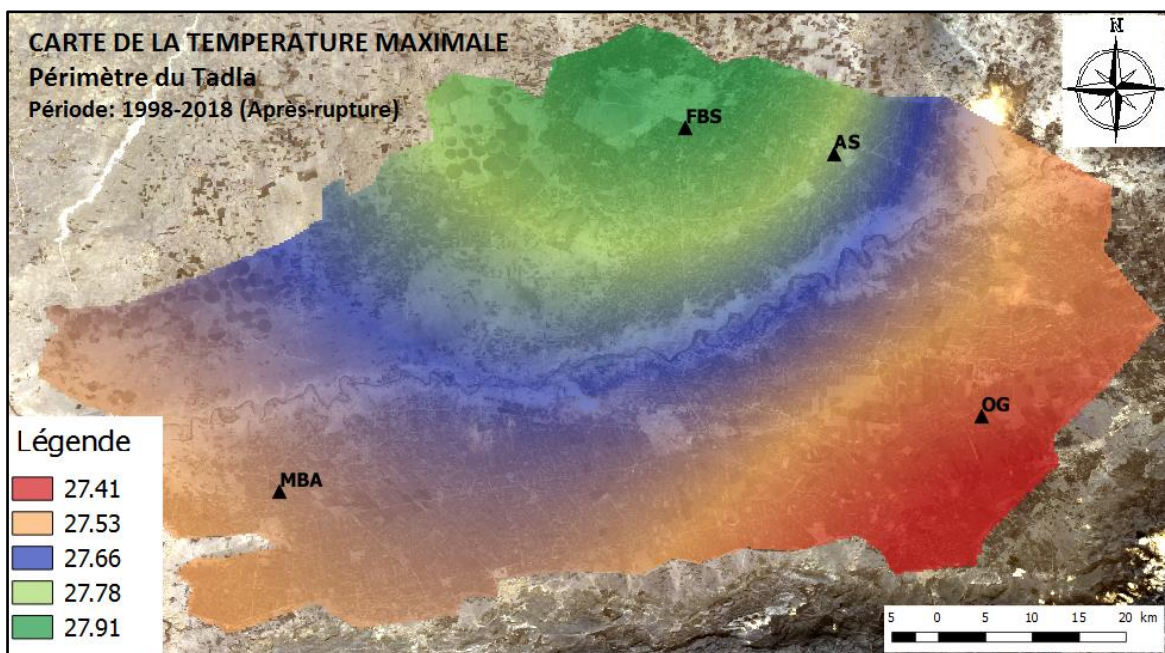 CARTE DE LA TEMPERATURE MAXIMALE
Périmètre du Tadla
Période: 1998-2018 (Après-rupture)
N
FBS
AS
OG
MBA
Légende
27.41
27.53
27.66
27.78
27.91
5 0 5 10 15 20 km